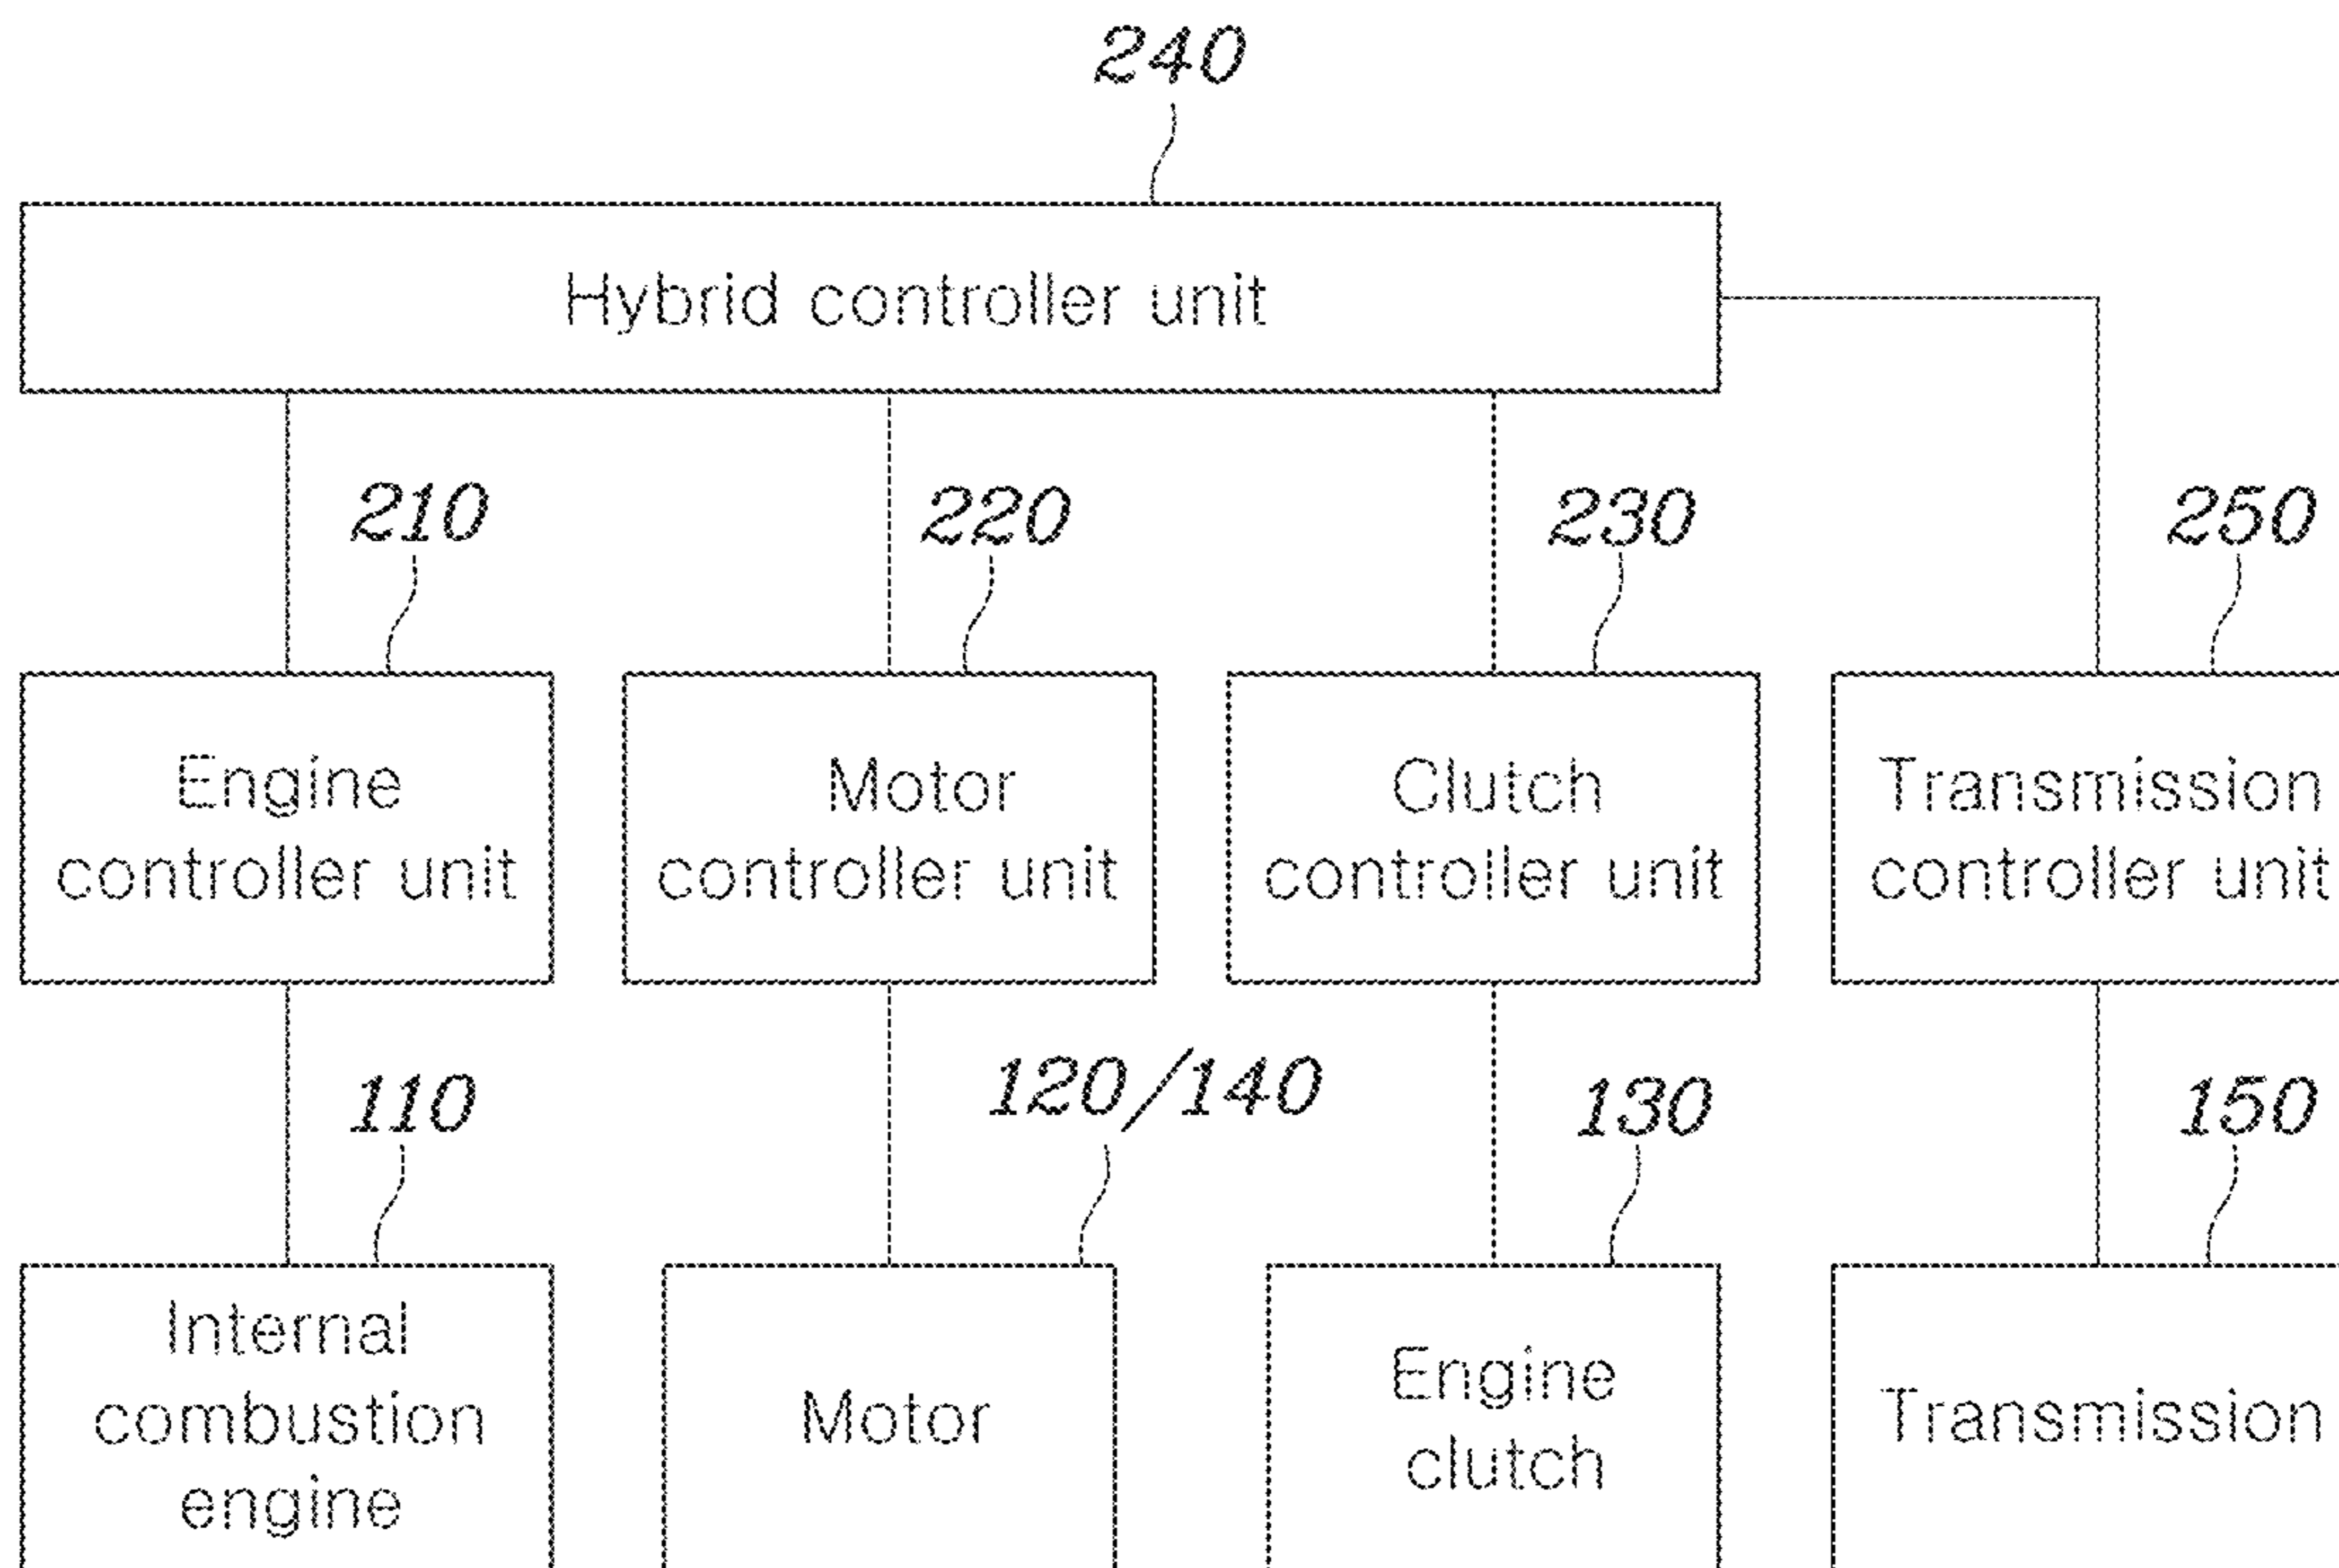 240
Hybrid controller unit
210
220
230
250
Engine
controller unit
Motor
controller unit
Clutch
controller unit
Transmission
controller unit
110
120/140
130
150
Internal
combustion
engine
Motor
Engine
clutch
Transmission